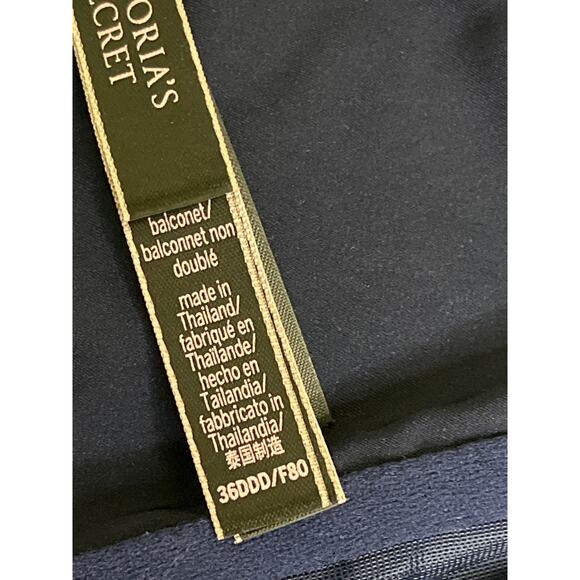 ORIA'S
ECRET
balconet/
balconnet non
doublé
made in
Thailand/
fabriqué en
Thaïlande/
hecho en
Tailandia/
fabbricato in
Thailandia/
泰国制造
36DDD/F80